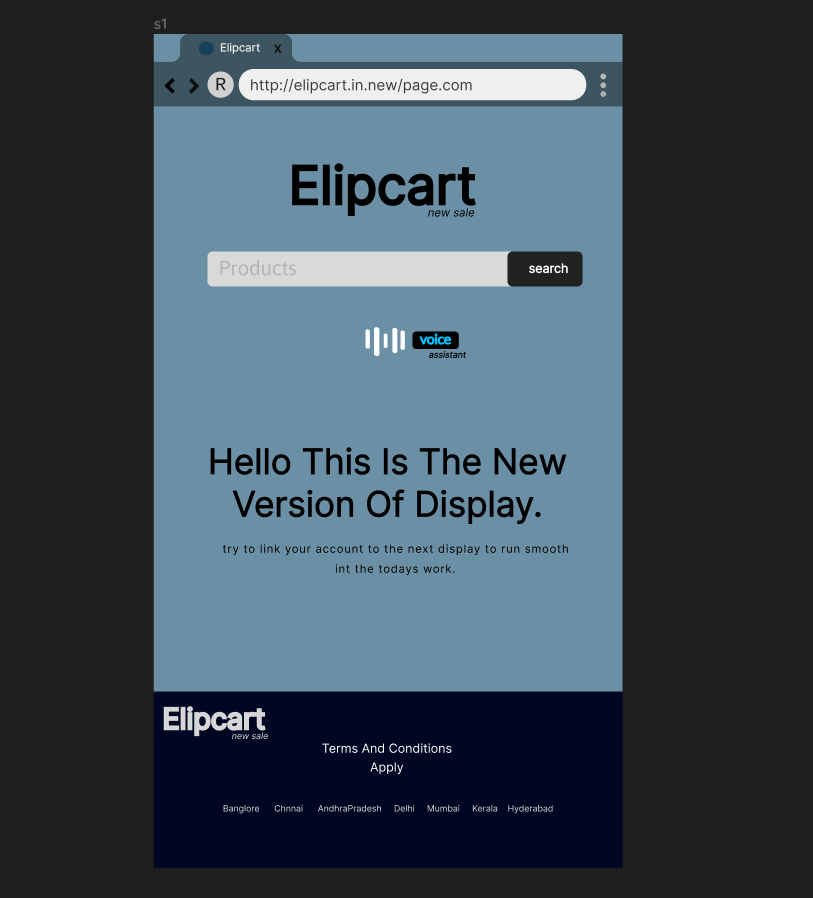 s1
Elipcart X
R http://elipcart.in.new/page.com
Elipcart
new sale
Products search
voice
assistant
Hello This Is The New
Version Of Display.
try to link your account to the next display to run smooth
int the todays work.
Elipcart
new sale
Terms And Conditions
Apply
Banglore Chnnai AndhraPradesh Delhi Mumbai Kerala Hyderabad